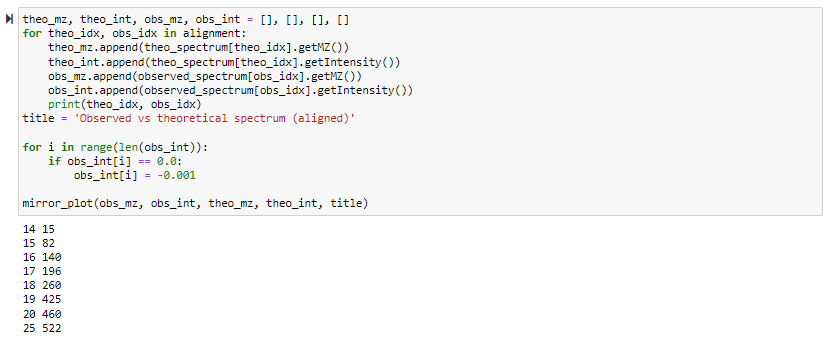 theo_mz, theo_int, obs_mz, obs_int = [], [], [], []
for theo_idx, obs_idx in alignment:
    theo_mz.append(theo_spectrum[theo_idx].getMZ())
    theo_int.append(theo_spectrum[theo_idx].getIntensity())
    obs_mz.append(observed_spectrum[obs_idx].getMZ())
    obs_int.append(observed_spectrum[obs_idx].getIntensity())
    print(theo_idx, obs_idx)
title = 'Observed vs theoretical spectrum (aligned)'

for i in range(len(obs_int)):
    if obs_int[i] == 0.0:
        obs_int[i] = -0.001

mirror_plot(obs_mz, obs_int, theo_mz, theo_int, title)
14 15
15 82
16 140
17 196
18 260
19 425
20 460
25 522